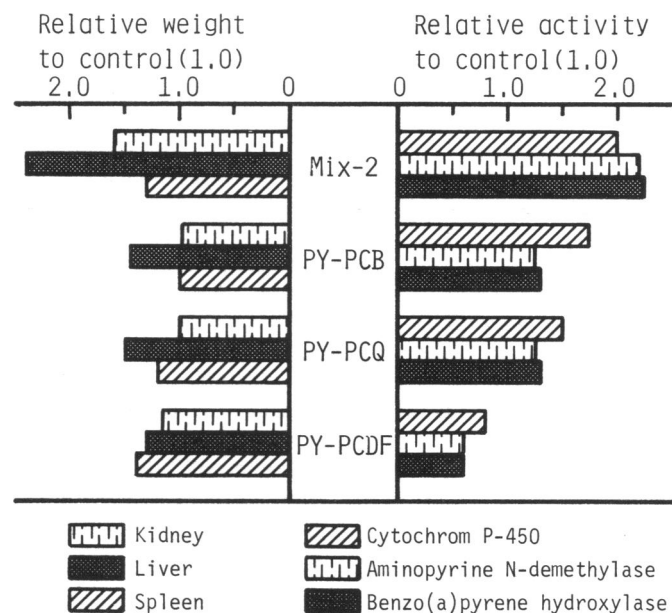 Relative weight
to control(1.0)
Relative activity
to control(1.0)
2.0 1.0 0
0 1.0 2.0
Mix-2
PY-PCB
PY-PCQ
PY-PCDF
Kidney
Liver
Spleen
Cytochrom P-450
Aminopyrine N-demethylase
Benzo(a)pyrene hydroxylase